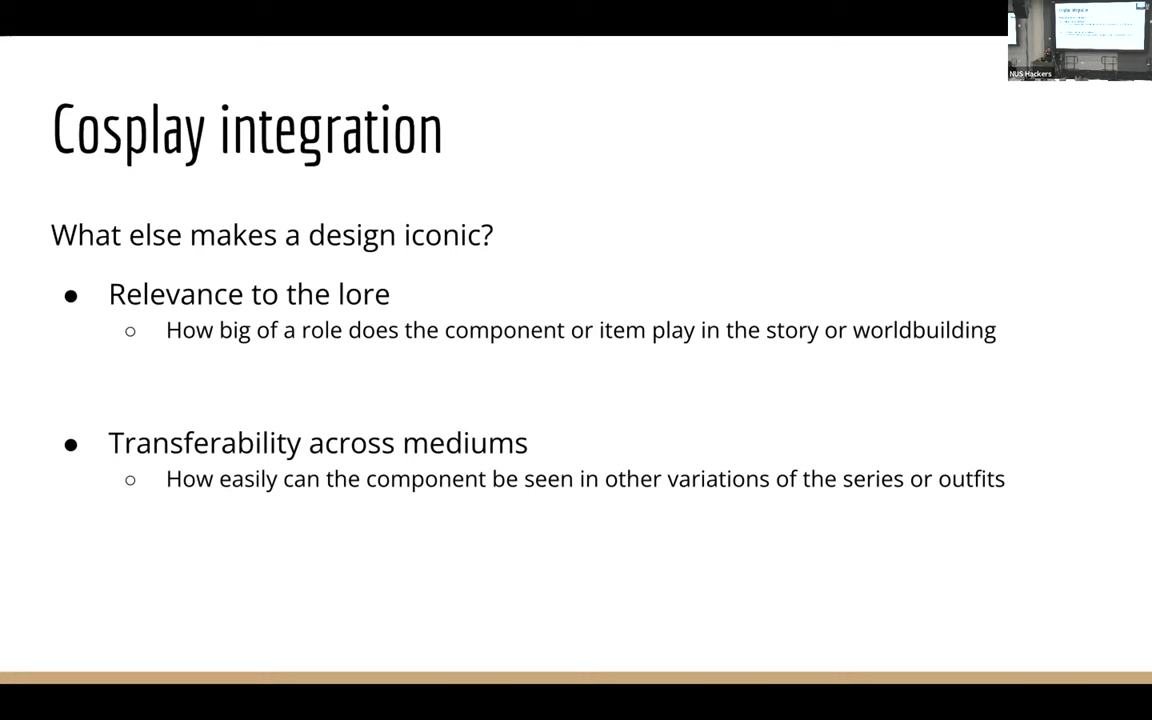 Cosplay integration
What else makes a design iconic?
● Relevance to the lore
○ How big of a role does the component or item play in the story or worldbuilding
● Transferability across mediums
○ How easily can the component be seen in other variations of the series or outfits
NUS Hackers